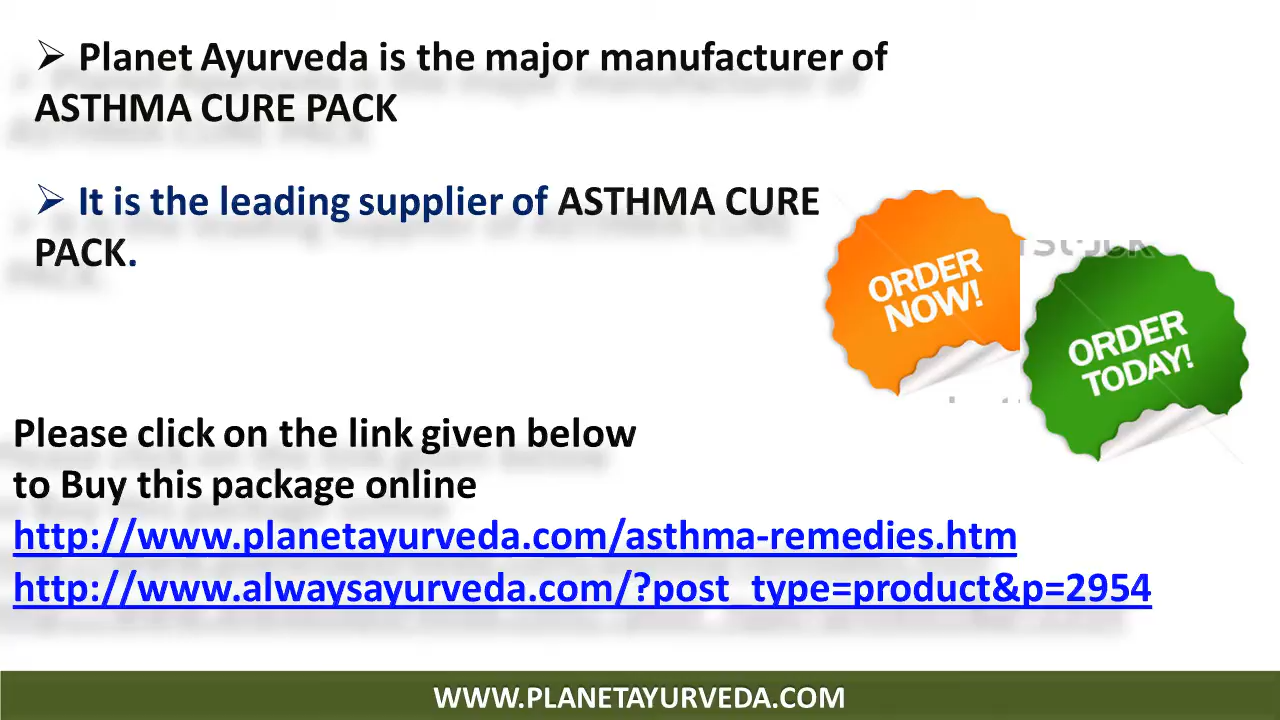 ➢ Planet Ayurveda is the major manufacturer of
ASTHMA CURE PACK
➢ It is the leading supplier of ASTHMA CURE
PACK.
ORDER
NOW!
ORDER
TODAY!
Please click on the link given below
to Buy this package online
http://www.planetayurveda.com/asthma-remedies.htm
http://www.alwaysayurveda.com/?post_type=product&p=2954
WWW.PLANETAYURVEDA.COM